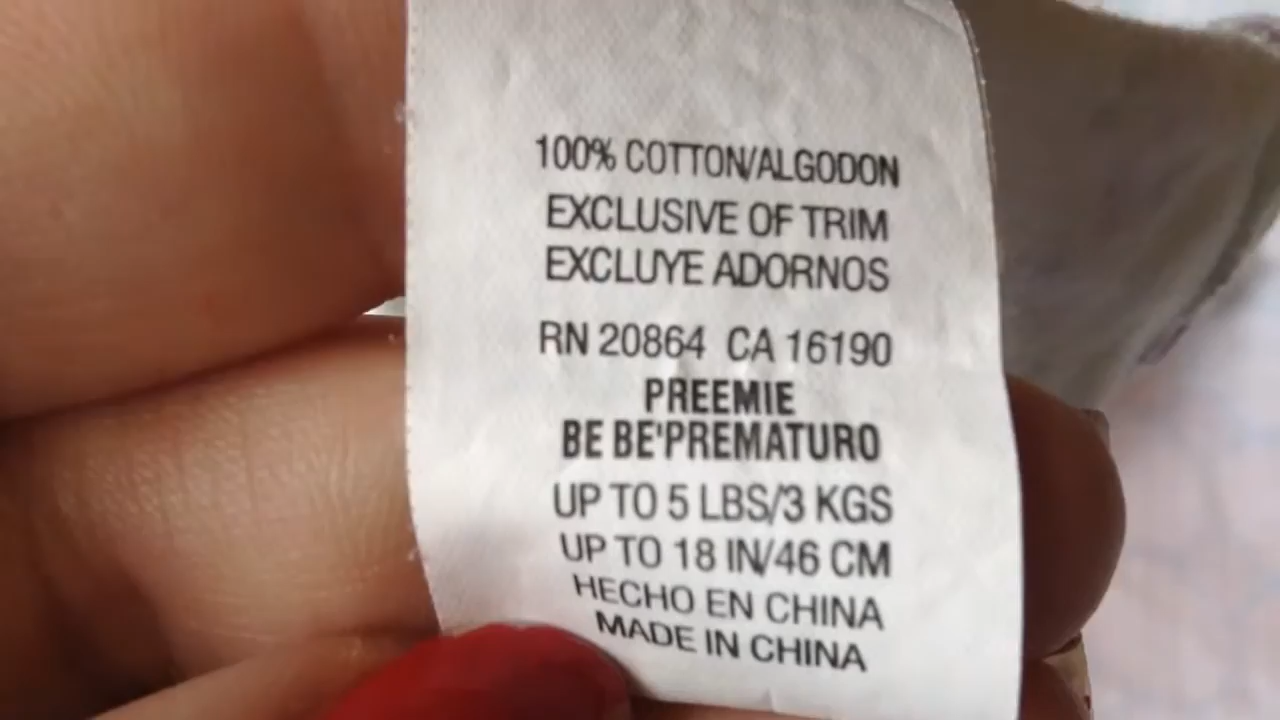 100% COTTON/ALGODON
EXCLUSIVE OF TRIM
EXCLUYE ADORNOS
RN 20864 CA 16190
PREEMIE
BE BE'PREMATURO
UP TO 5 LBS/3 KGS
UP TO 18 IN/46 CM
HECHO EN CHINA
MADE IN CHINA